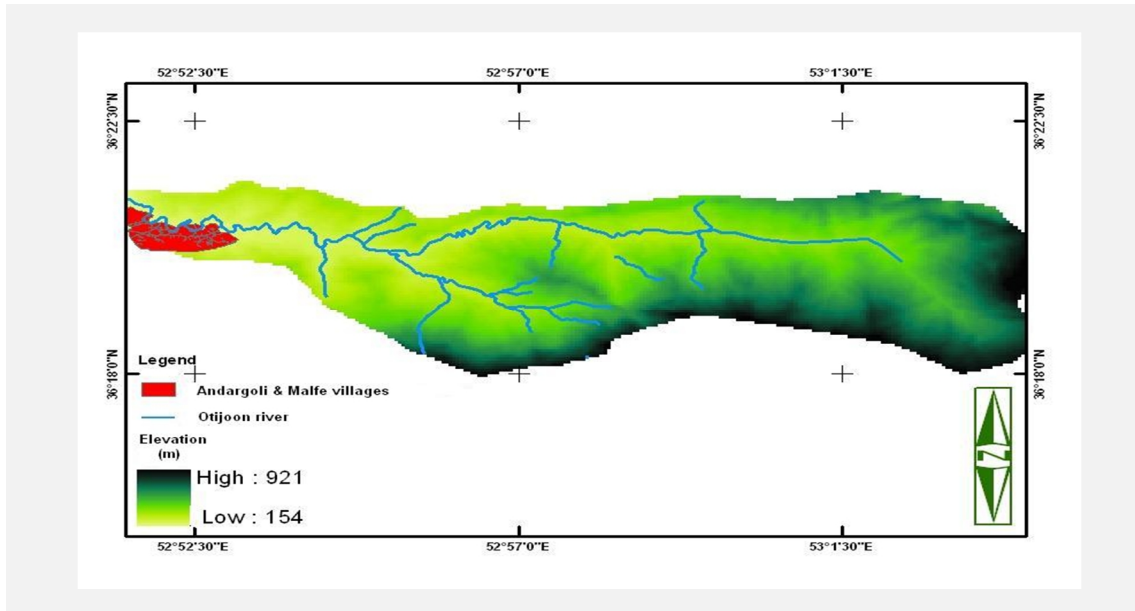 52°52'30"E 52°57'0"E 53°1'30"E
36°22'30"N 36°22'30"N
36°18'0"N 36°18'0"N
Legend
Andargoli & Malfe villages
Otijoon river
Elevation
(m)
High : 921
Low : 154
N
52°52'30"E 52°57'0"E 53°1'30"E